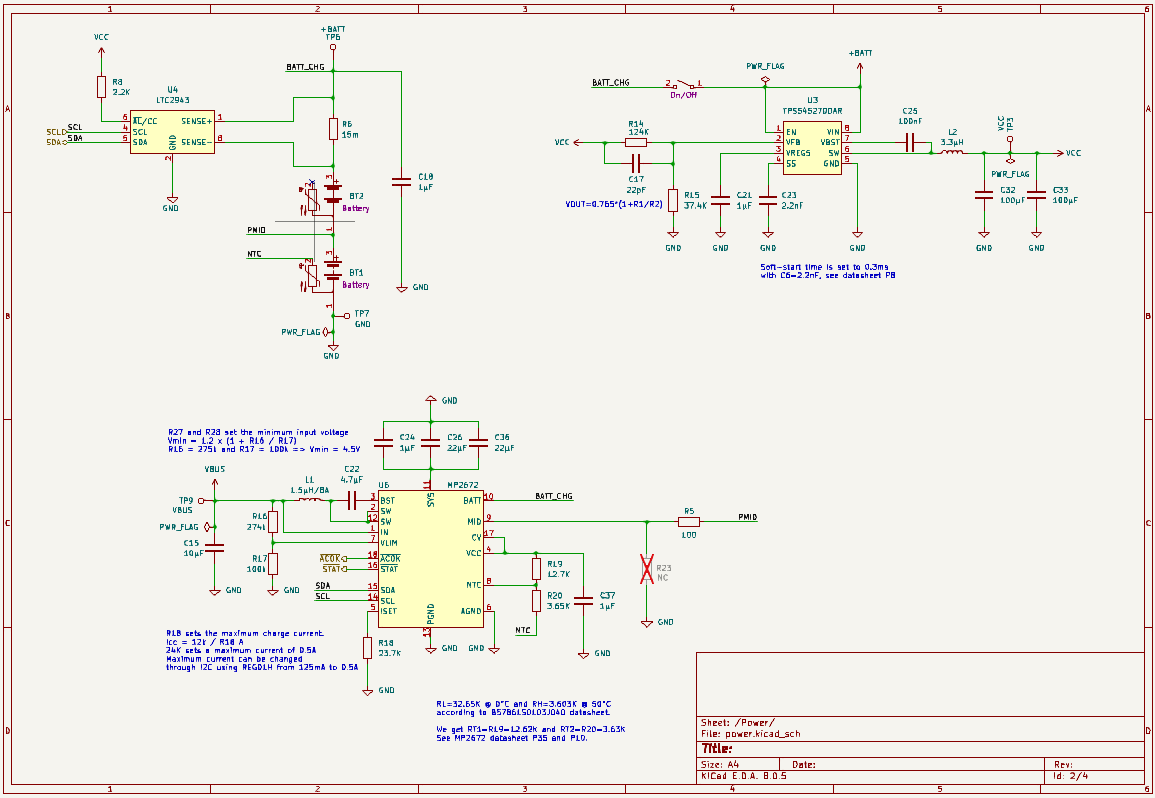 1
2
3
4
5
6
A
B
C
D
VCC
R8
2.2K
U4
LTC2943
6
AL/CC
4
SCL
5
SDA
SENSE+
1
SENSE-
8
GND
2
SCL
SDA
SCL
SDA
GND
+BATT
TP6
BATT_CHG
R6
15m
C18
1µF
GND
BT2
Battery
PMID
NTC
BT1
Battery
3
1
3
1
TP7
GND
PWR_FLAG
GND
BATT_CHG
2
1
On/Off
PWR_FLAG
+BATT
U3
TPS54527DDAR
1
EN
2
VFB
3
VREG5
4
SS
VIN
8
VBST
7
SW
6
GND
5
VCC
R14
124K
C17
22pF
R15
37.4K
VOUT=0.765*(1+R1/R2)
C21
1µF
C23
2.2nF
GND
GND
GND
GND
C25
100nF
L2
3.3µH
VCC
TP3
PWR_FLAG
VCC
C32
100µF
C33
100µF
GND
GND
Soft-start time is set to 0.3ms
with C6=2.2nF, see datasheet P8
GND
C24
1µF
C26
22µF
C36
22µF
R27 and R28 set the minimum input voltage
Vmin = 1.2 x (1 + R16 / R17)
R16 = 275k and R17 = 100k => Vmin = 4.5V
VBUS
TP9
VBUS
PWR_FLAG
C15
10µF
GND
L1
1.5µH/8A
C22
4.7µF
R16
274k
R17
100k
GND
U6
MP2672
11
SYS
3
BST
2
SW
12
SW
1
IN
7
VLIM
18
ACOK
16
STAT
15
SDA
14
SCL
5
ISET
BATT
10
MID
9
CV
17
VCC
4
NTC
8
AGND
6
PGND
13
ACOK
STAT
SDA
SCL
BATT_CHG
R5
100
PMID
R23
NC
GND
R19
12.7K
R20
3.65K
NTC
C37
1µF
GND
GND
GND
R18
23.7K
GND
R18 sets the maximum charge current.
Icc = 12k / R18 A
24K sets a maximum current of 0.5A
Maximum current can be changed
through I2C using REG01H from 125mA to 0.5A
RL=32.65K @ 0°C and RH=3.603K @ 50°C
according to B57861S0103J040 datasheet.
We get RT1=R19=12.62K and RT2=R20=3.63K
See MP2672 datasheet P35 and P10.
Sheet: /Power/
File: power.kicad_sch
Title:
Size: A4
Date:
Rev:
KiCad E.D.A. 8.0.5
Id: 2/4
1
2
3
4
5
6
A
B
C
D